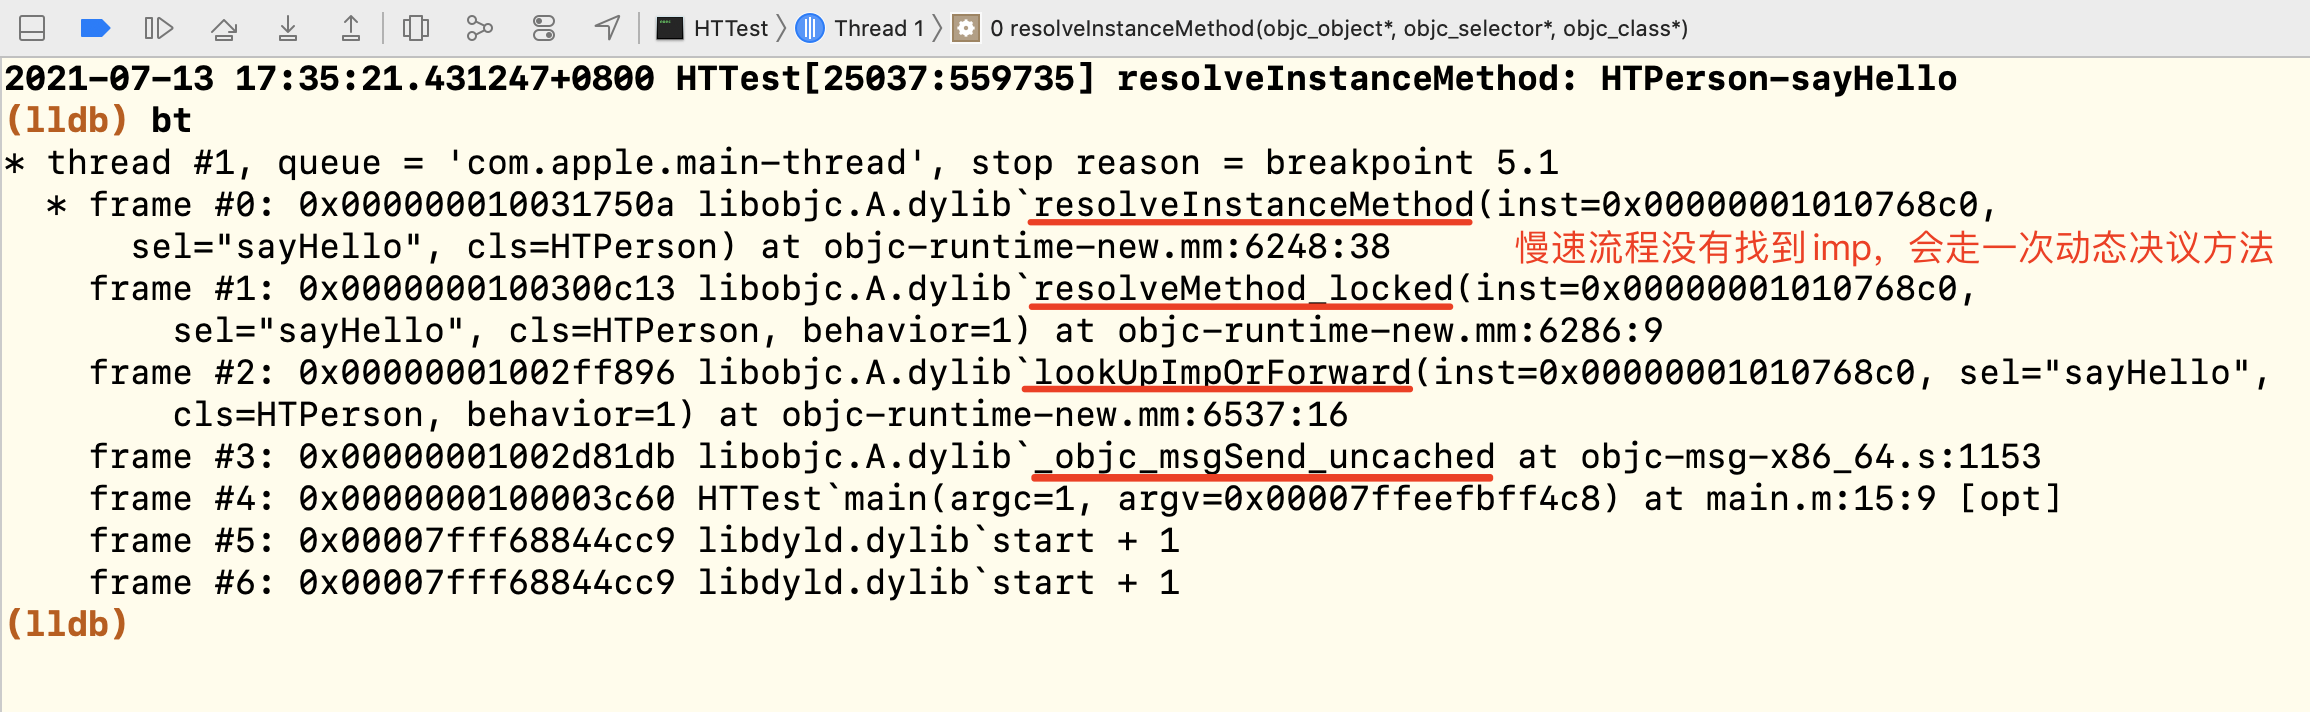 HTTest Thread 1 0 resolveInstanceMethod(objc_object*, objc_selector*, objc_class*)
2021-07-13 17:35:21.431247+0800 HTTest[25037:559735] resolveInstanceMethod: HTPerson-sayHello
(lldb) bt
* thread #1, queue = 'com.apple.main-thread', stop reason = breakpoint 5.1
* frame #0: 0x000000010031750a libobjc.A.dylib`resolveInstanceMethod(inst=0x00000001010768c0,
sel="sayHello", cls=HTPerson) at objc-runtime-new.mm:6248:38 慢速流程没有找到imp，会走一次动态决议方法
frame #1: 0x0000000100300c13 libobjc.A.dylib`resolveMethod_locked(inst=0x00000001010768c0,
sel="sayHello", cls=HTPerson, behavior=1) at objc-runtime-new.mm:6286:9
frame #2: 0x00000001002ff896 libobjc.A.dylib`lookUpImpOrForward(inst=0x00000001010768c0, sel="sayHello",
cls=HTPerson, behavior=1) at objc-runtime-new.mm:6537:16
frame #3: 0x00000001002d81db libobjc.A.dylib`_objc_msgSend_uncached at objc-msg-x86_64.s:1153
frame #4: 0x0000000100003c60 HTTest`main(argc=1, argv=0x00007ffeefbff4c8) at main.m:15:9 [opt]
frame #5: 0x00007fff68844cc9 libdyld.dylib`start + 1
frame #6: 0x00007fff68844cc9 libdyld.dylib`start + 1
(lldb)